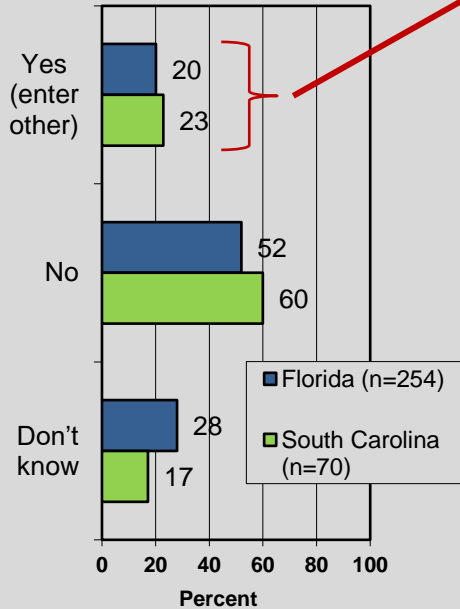 Yes
(enter
other)
20
23
No
52
60
Don't
know
28
17
Florida (n=254)
South Carolina
(n=70)
0 20 40 60 80 100
Percent